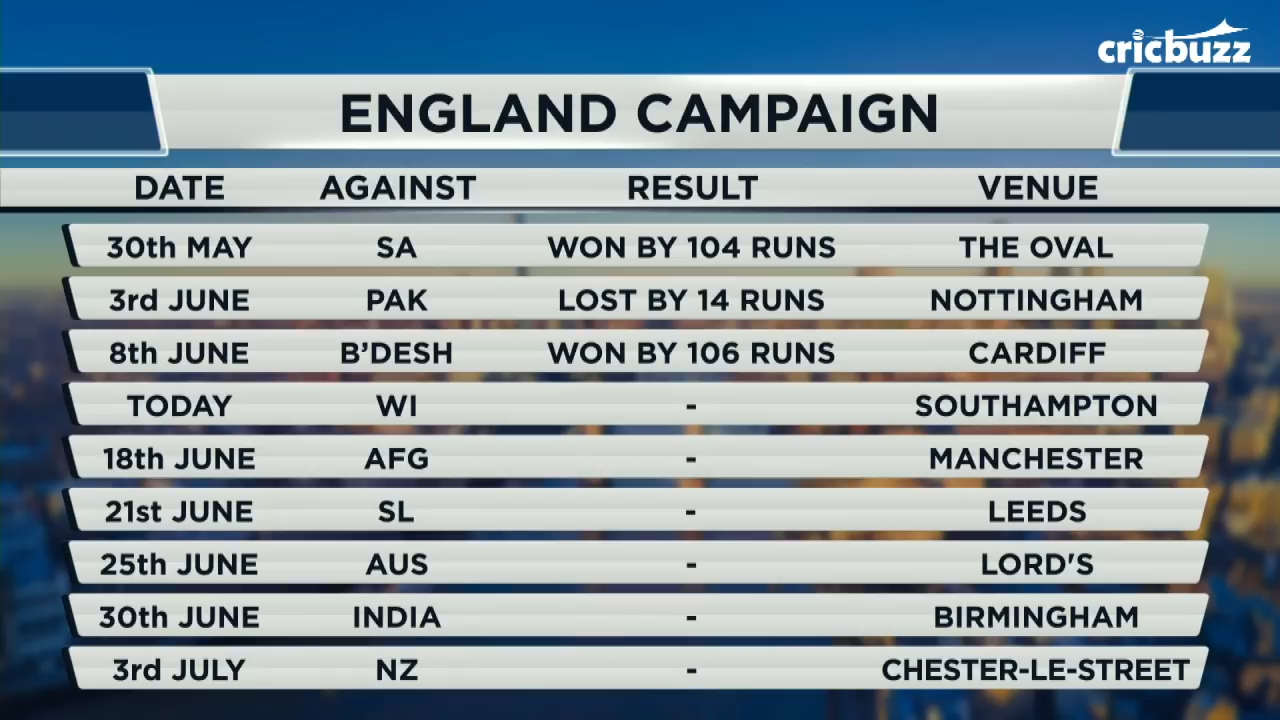 cricbuzz
ENGLAND CAMPAIGN
DATE AGAINST RESULT VENUE
30th MAY SA WON BY 104 RUNS THE OVAL
3rd JUNE PAK LOST BY 14 RUNS NOTTINGHAM
8th JUNE B’DESH WON BY 106 RUNS CARDIFF
TODAY WI - SOUTHAMPTON
18th JUNE AFG - MANCHESTER
21st JUNE SL - LEEDS
25th JUNE AUS - LORD'S
30th JUNE INDIA - BIRMINGHAM
3rd JULY NZ - CHESTER-LE-STREET